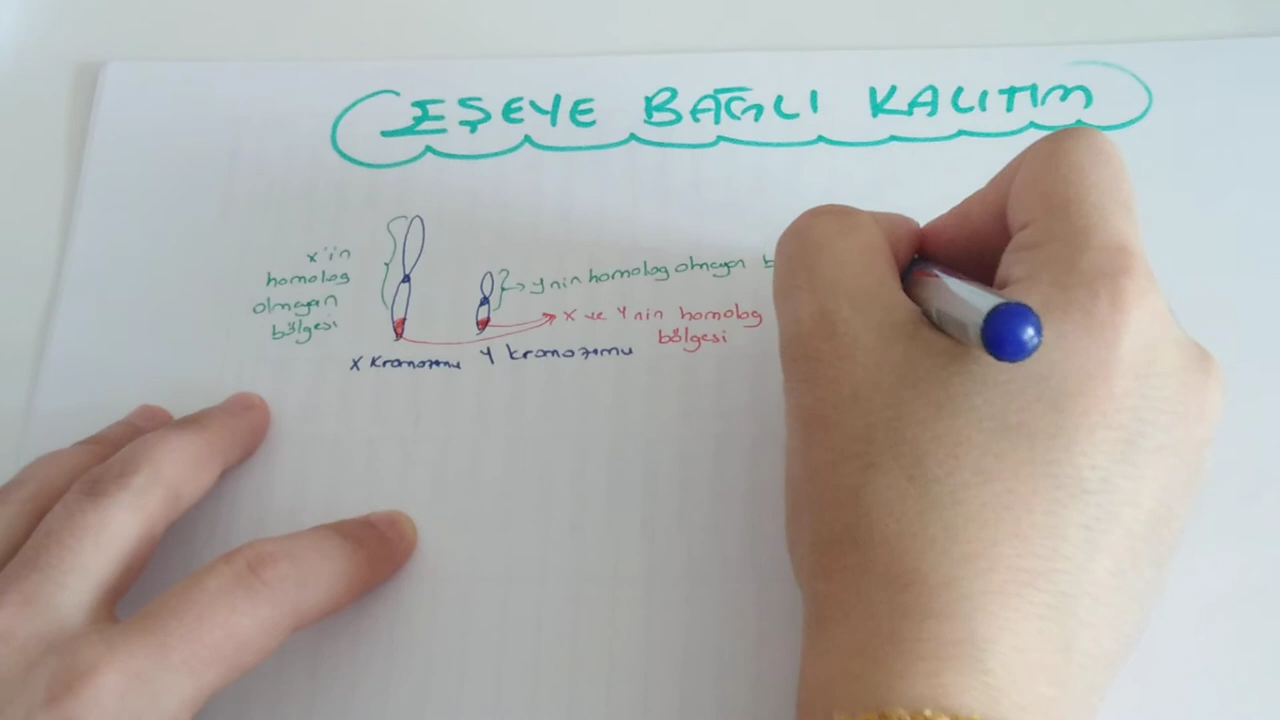 EŞEYE BAĞLI KALITIM
x'in
homolog
olmayan
bölgesi
y nin homolog olmayan b
x ve Y nin homolog
bölgesi
X Kromozomu
Y kromozomu